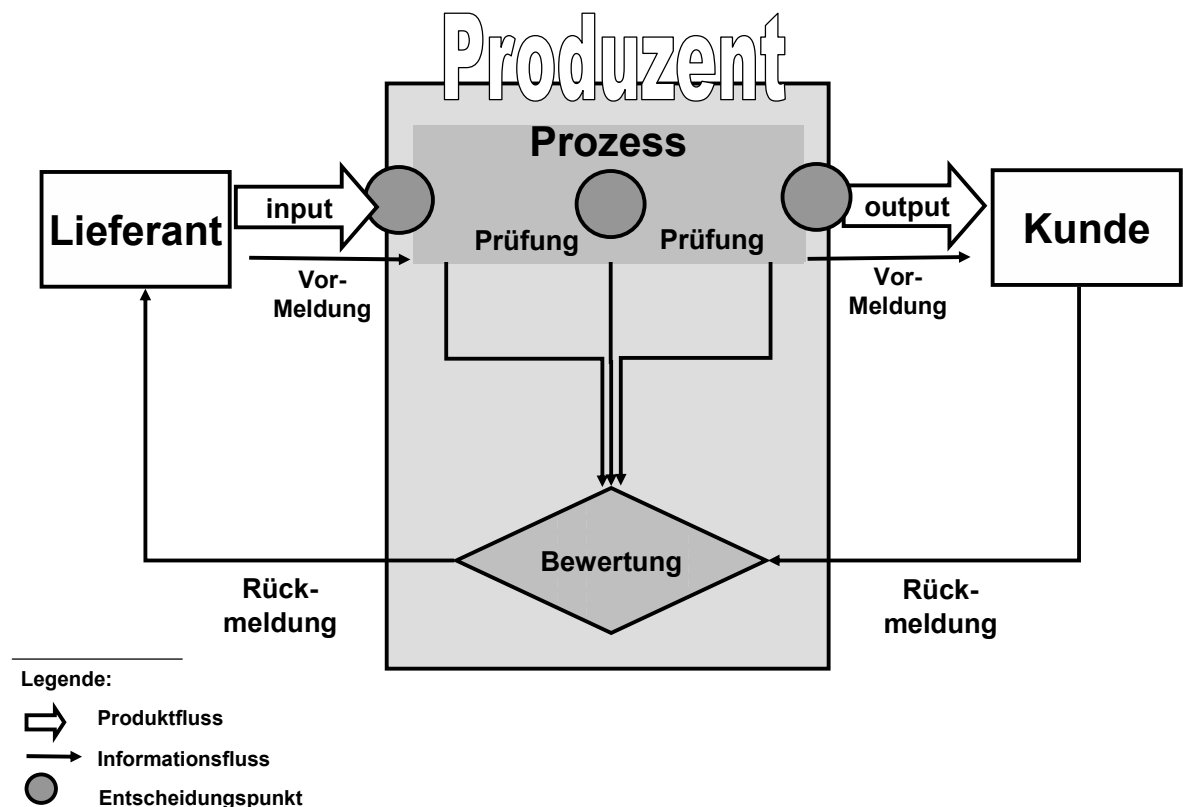 Produzent
Prozess
Lieferant
input
Prüfung
Prüfung
output
Kunde
Vor-
Meldung
Vor-
Meldung
Bewertung
Rück-
meldung
Rück-
meldung
Legende:
Produktfluss
Informationsfluss
Entscheidungspunkt